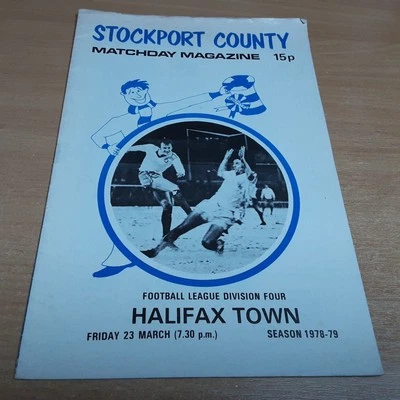 STOCKPORT COUNTY
MATCHDAY MAGAZINE 15p
FOOTBALL LEAGUE DIVISION FOUR
HALIFAX TOWN
FRIDAY 23 MARCH (7.30 p.m.) SEASON 1978-79